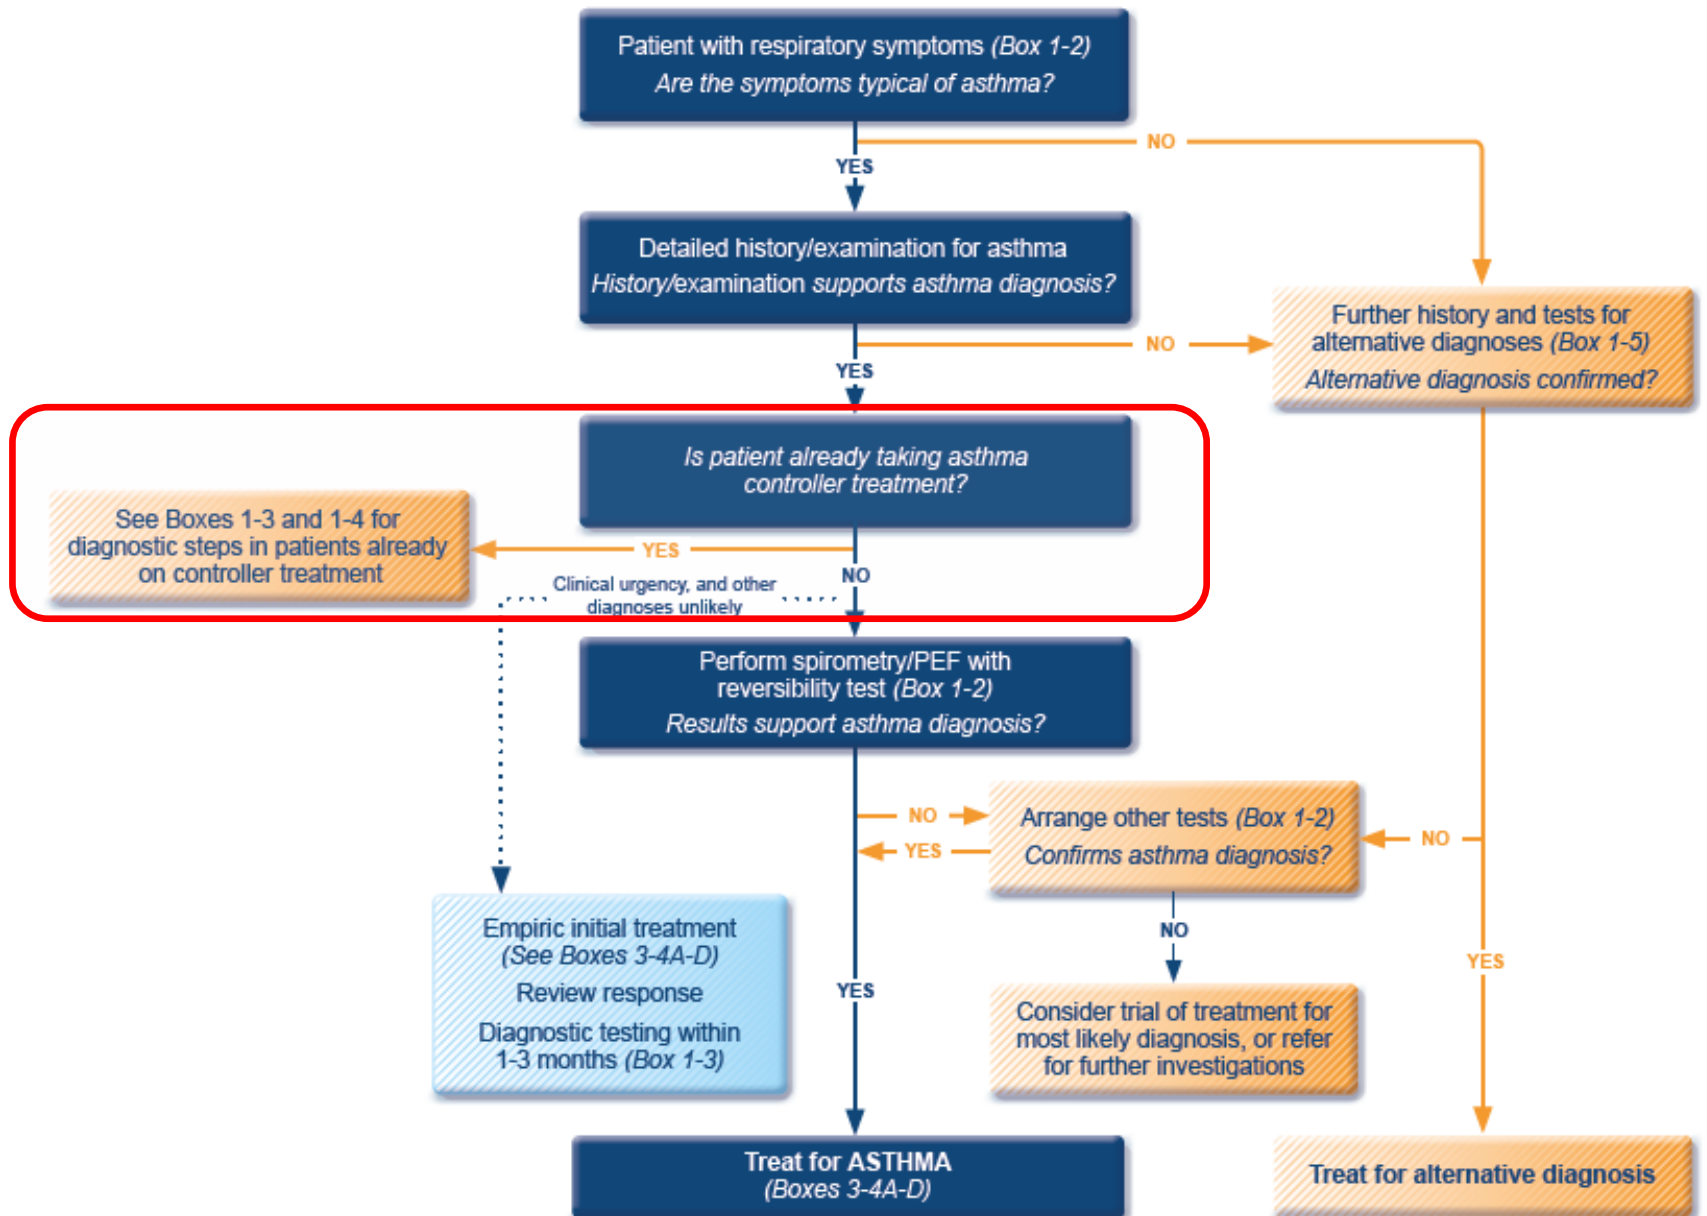 Patient with respiratory symptoms (Box 1-2)
Are the symptoms typical of asthma?
NO
YES
Detailed history/examination for asthma
History/examination supports asthma diagnosis?
Further history and tests for
alternative diagnoses (Box 1-5)
Alternative diagnosis confirmed?
NO
YES
Is patient already taking asthma
controller treatment?
See Boxes 1-3 and 1-4 for
diagnostic steps in patients already
on controller treatment
YES
NO
Clinical urgency, and other
diagnoses unlikely
Perform spirometry/PEF with
reversibility test (Box 1-2)
Results support asthma diagnosis?
NO
YES
Arrange other tests (Box 1-2)
Confirms asthma diagnosis?
NO
Empiric initial treatment
(See Boxes 3-4A-D)
Review response
Diagnostic testing within
1-3 months (Box 1-3)
NO
YES
YES
Consider trial of treatment for
most likely diagnosis, or refer
for further investigations
Treat for ASTHMA
(Boxes 3-4A-D)
Treat for alternative diagnosis